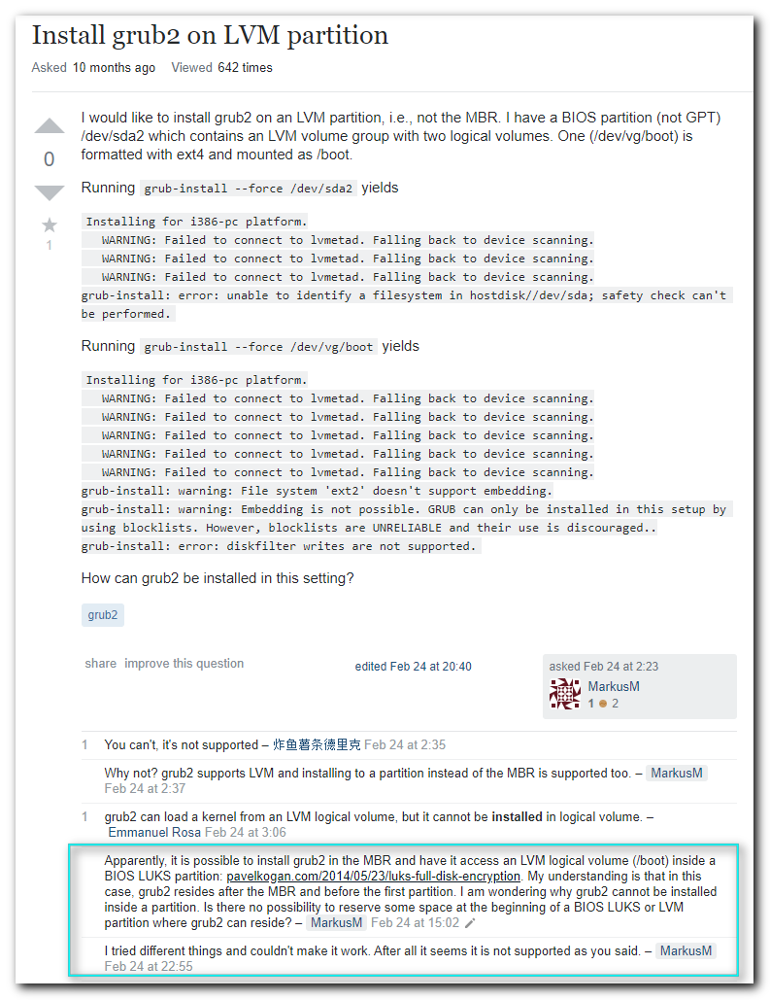 Install grub2 on LVM partition
Asked 10 months ago Viewed 642 times
I would like to install grub2 on an LVM partition, i.e., not the MBR. I have a BIOS partition (not GPT)
/dev/sda2 which contains an LVM volume group with two logical volumes. One (/dev/vg/boot) is
formatted with ext4 and mounted as /boot.
0
Running grub-install --force /dev/sda2 yields
1
Installing for i386-pc platform.
WARNING: Failed to connect to lvmetad. Falling back to device scanning.
WARNING: Failed to connect to lvmetad. Falling back to device scanning.
WARNING: Failed to connect to lvmetad. Falling back to device scanning.
grub-install: error: unable to identify a filesystem in hostdisk//dev/sda; safety check can't
be performed.
Running grub-install --force /dev/vg/boot yields
Installing for i386-pc platform.
WARNING: Failed to connect to lvmetad. Falling back to device scanning.
WARNING: Failed to connect to lvmetad. Falling back to device scanning.
WARNING: Failed to connect to lvmetad. Falling back to device scanning.
WARNING: Failed to connect to lvmetad. Falling back to device scanning.
WARNING: Failed to connect to lvmetad. Falling back to device scanning.
grub-install: warning: File system 'ext2' doesn't support embedding.
grub-install: warning: Embedding is not possible. GRUB can only be installed in this setup by
using blocklists. However, blocklists are UNRELIABLE and their use is discouraged..
grub-install: error: diskfilter writes are not supported.
How can grub2 be installed in this setting?
grub2
share improve this question
edited Feb 24 at 20:40
asked Feb 24 at 2:23
MarkusM
1 2
1 You can't, it's not supported – 炸鱼薯条德里克 Feb 24 at 2:35
Why not? grub2 supports LVM and installing to a partition instead of the MBR is supported too. – MarkusM
Feb 24 at 2:37
1 grub2 can load a kernel from an LVM logical volume, but it cannot be installed in logical volume. –
Emmanuel Rosa Feb 24 at 3:06
Apparently, it is possible to install grub2 in the MBR and have it access an LVM logical volume (/boot) inside a
BIOS LUKS partition: pavelkogan.com/2014/05/23/luks-full-disk-encryption. My understanding is that in this
case, grub2 resides after the MBR and before the first partition. I am wondering why grub2 cannot be installed
inside a partition. Is there no possibility to reserve some space at the beginning of a BIOS LUKS or LVM
partition where grub2 can reside? – MarkusM Feb 24 at 15:02
I tried different things and couldn't make it work. After all it seems it is not supported as you said. – MarkusM
Feb 24 at 22:55